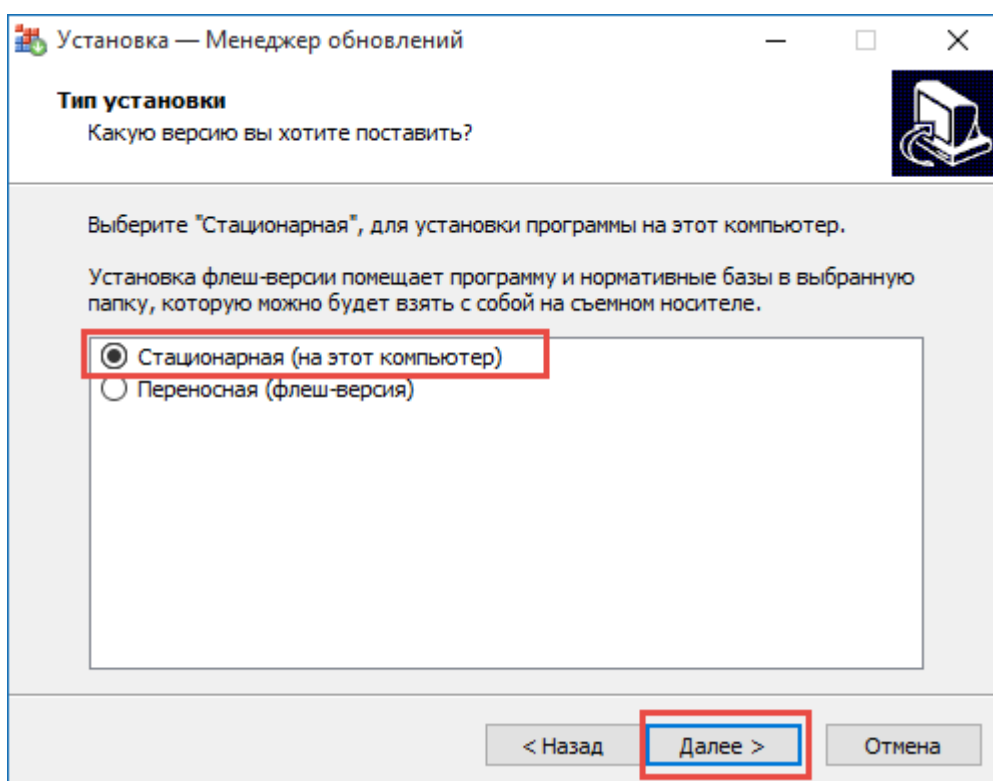 Установка — Менеджер обновлений
Тип установки
Какую версию вы хотите поставить?
Выберите "Стационарная", для установки программы на этот компьютер.
Установка флеш-версии помещает программу и нормативные базы в выбранную
папку, которую можно будет взять с собой на съемном носителе.
Стационарная (на этот компьютер)
Переносная (флеш-версия)
< Назад Далее > Отмена